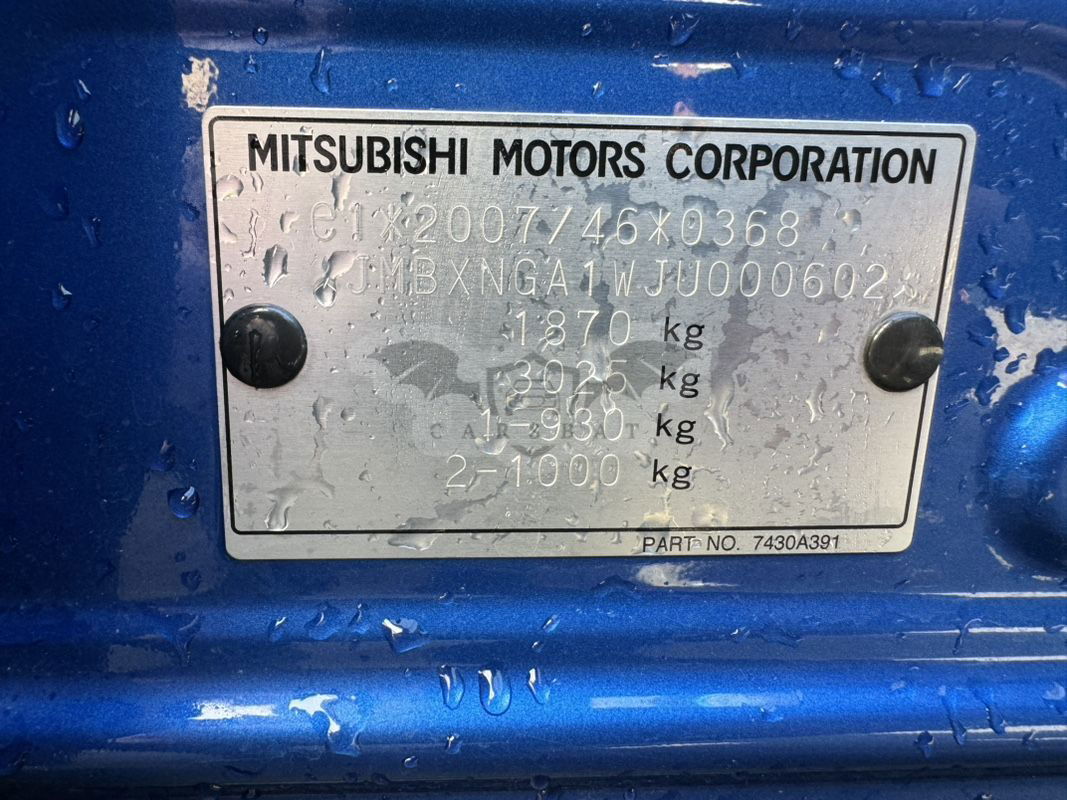 MITSUBISHI MOTORS CORPORATION
e1*2007/46*0368
*JMBXNGA1WJU000602*
1870 kg
3025 kg
1-930 kg
2-1000 kg
PART NO. 7430A391